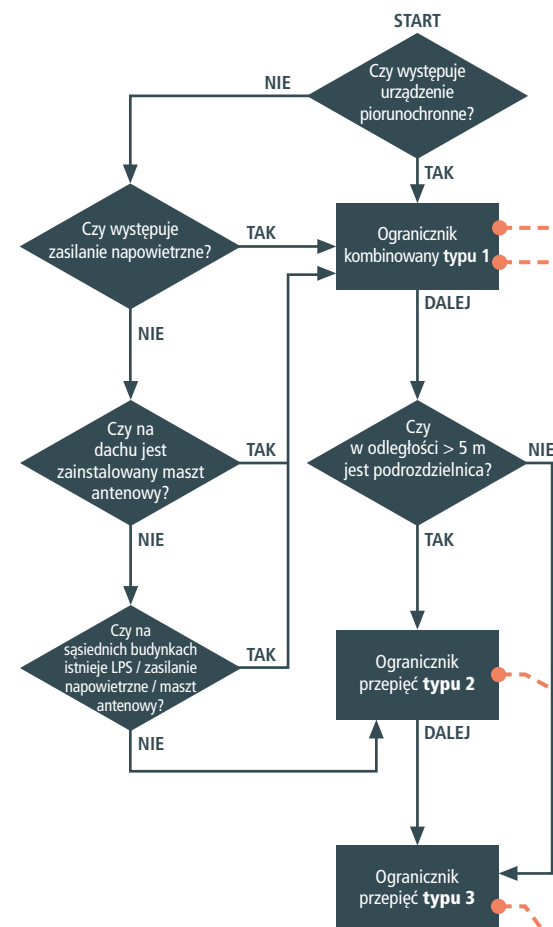 START
Czy występuje
urządzenie
piorunochronne?
NIE
TAK
Czy występuje
zasilanie napowietrzne?
TAK
Ogranicznik
kombinowany typu 1
NIE
DALEJ
Czy na
dachu jest
zainstalowany maszt
antenowy?
TAK
Czy
w odległości > 5 m
jest podrozdzielnica?
NIE
NIE
TAK
Czy na
sąsiednich budynkach
istnieje LPS / zasilanie
napowietrzne / maszt
antenowy?
TAK
Ogranicznik
przepięć typu 2
NIE
DALEJ
Ogranicznik
przepięć typu 3